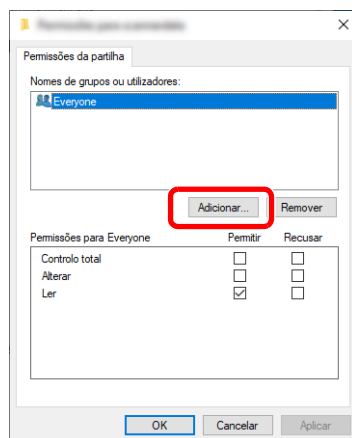 Permissões da partilha
Nomes de grupos ou utilizadores:
Everyone
Adicionar... Remover
Permissões para Everyone Permitir Recusar
Controlo total
Alterar
Ler
OK Cancelar Aplicar